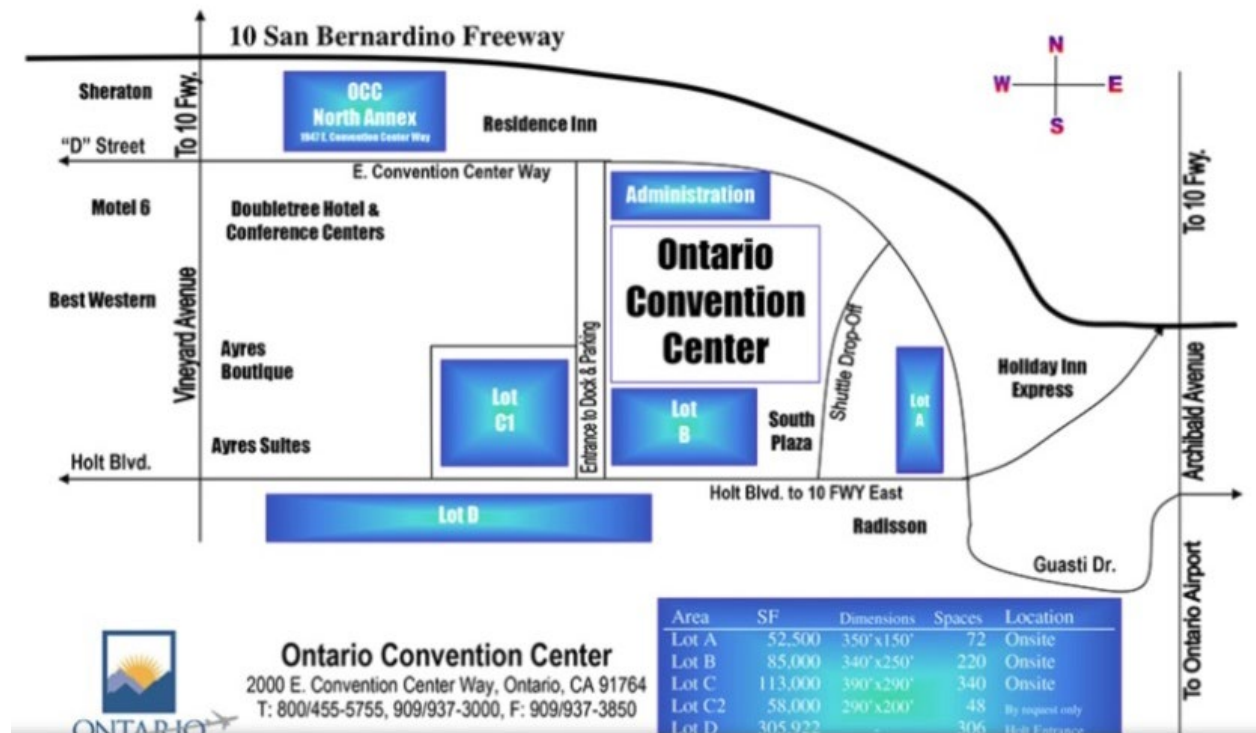 10 San Bernardino Freeway
N
W E
S
Sheraton
To 10 Fwy.
OCC
North Annex
1947 E. Convention Center Way
Residence Inn
"D" Street
E. Convention Center Way
To 10 Fwy.
Motel 6
Doubletree Hotel &
Conference Centers
Administration
Ontario
Convention
Center
Best Western
Vineyard Avenue
Ayres
Boutique
Entrance to Dock & Parking
Shuttle Drop-Off
Holiday Inn
Express
Archibald Avenue
Lot
C1
Lot
B
South
Plaza
Lot
A
Ayres Suites
Holt Blvd.
Holt Blvd. to 10 FWY East
Lot D
Radisson
Guasti Dr.
To Ontario Airport
Ontario Convention Center
2000 E. Convention Center Way, Ontario, CA 91764
T: 800/455-5755, 909/937-3000, F: 909/937-3850
ONTARIO
Area SF Dimensions Spaces Location
Lot A 52,500 350'x150' 72 Onsite
Lot B 85,000 340'x250' 220 Onsite
Lot C 113,000 390'x290' 340 Onsite
Lot C2 58,000 290'x200' 48 By request only
Lot D 305,922 - 306 Holt Entrance